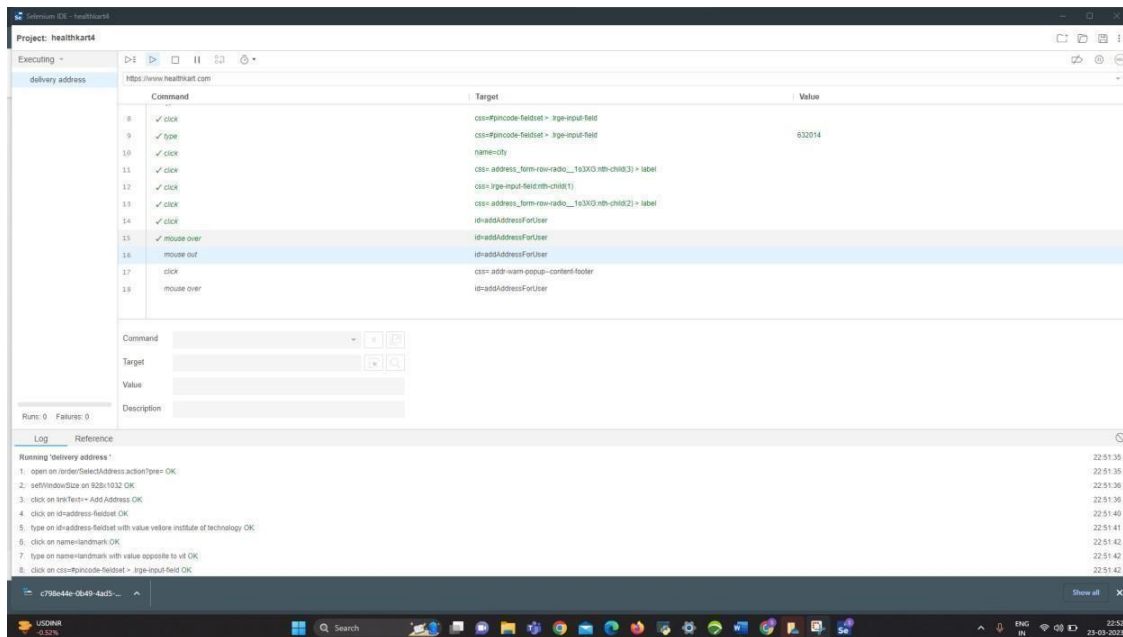 Selenium IDE - healthkart4
Project: healthkart4
Executing
delivery address
https://www.healthkart.com
Command Target Value
8 ✓ click css=#pincode-fieldset > .lrge-input-field
9 ✓ type css=#pincode-fieldset > .lrge-input-field 632014
10 ✓ click name=city
11 ✓ click css=.address_form-row-radio__1o3XG:nth-child(3) > label
12 ✓ click css=.lrge-input-field:nth-child(1)
13 ✓ click css=.address_form-row-radio__1o3XG:nth-child(2) > label
14 ✓ click id=addAddressForUser
15 ✓ mouse over id=addAddressForUser
16 mouse out id=addAddressForUser
17 click css=.addr-warn-popup--content-footer
18 mouse over id=addAddressForUser
Command
Target
Value
Description
Runs: 0 Failures: 0
Log Reference
Running 'delivery address '
22:51:35
1. open on /order/SelectAddress.action?pre= OK 22:51:35
2. setWindowSize on 928x1032 OK 22:51:36
3. click on linkText=+ Add Address OK 22:51:36
4. click on id=address-fieldset OK 22:51:40
5. type on id=address-fieldset with value vellore institute of technology OK 22:51:41
6. click on name=landmark OK 22:51:42
7. type on name=landmark with value opposite to vit OK 22:51:42
8. click on css=#pincode-fieldset > .lrge-input-field OK 22:51:42
c798e44e-0b49-4ad5-... Show all
USDINR
-0.52%
Search
ENG
IN
22:52
23-03-2023